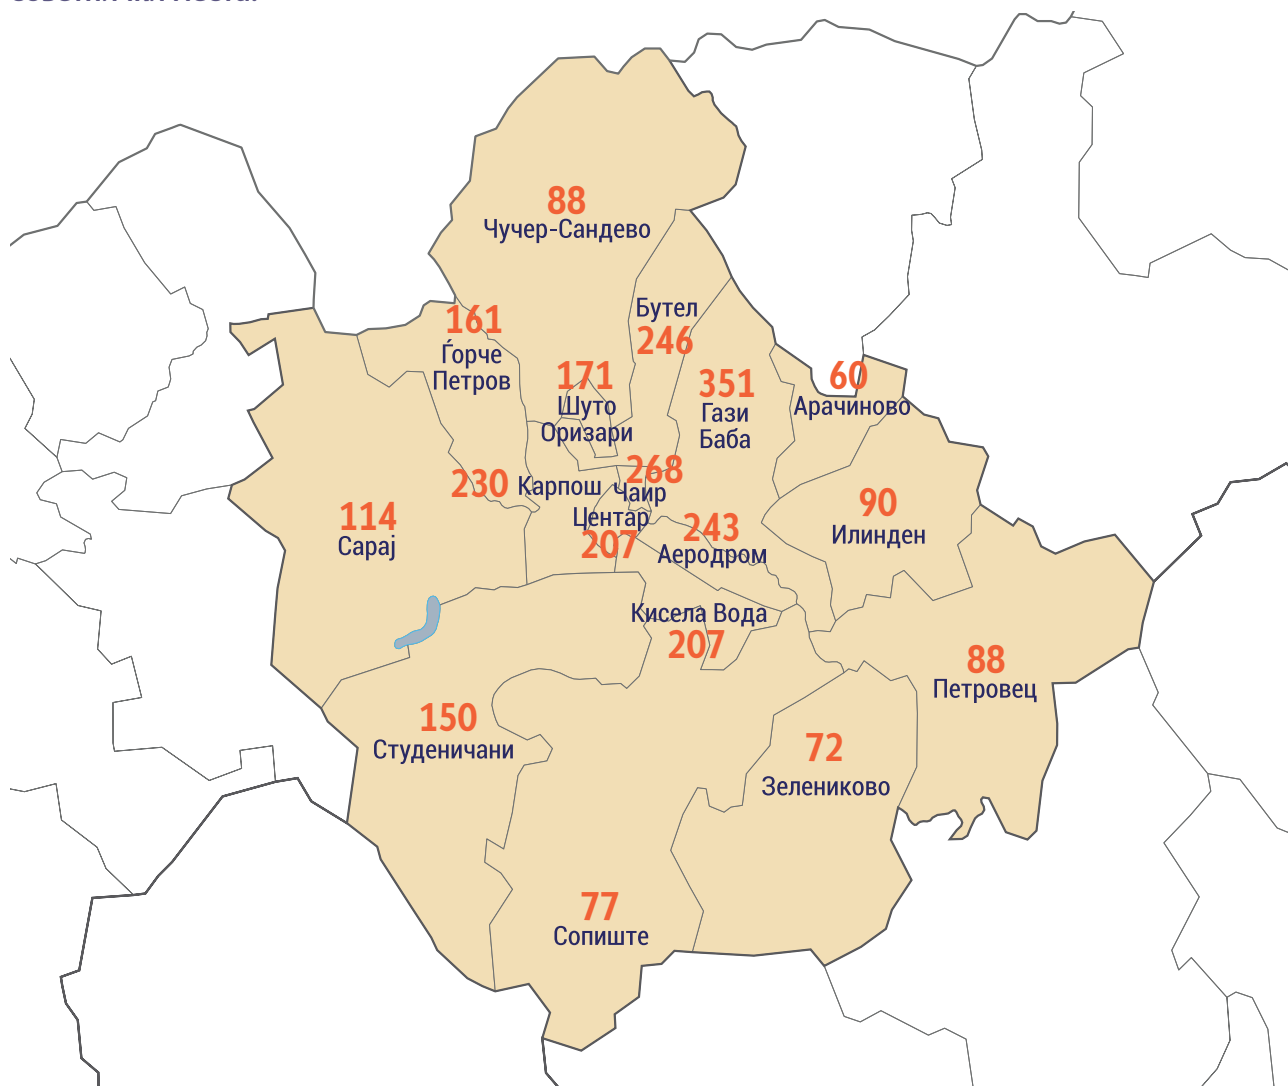 88
Чучер-Сандево
Бутел
246
161
Ѓорче
Петров
171
Шуто
Оризари
351
Гази
Баба
60
Арачиново
268
Чаир
230
Карпош
Центар
207
114
Сарај
243
Аеродром
90
Илинден
Кисела Вода
207
88
Петровец
150
Студеничани
72
Зелениково
77
Сопиште